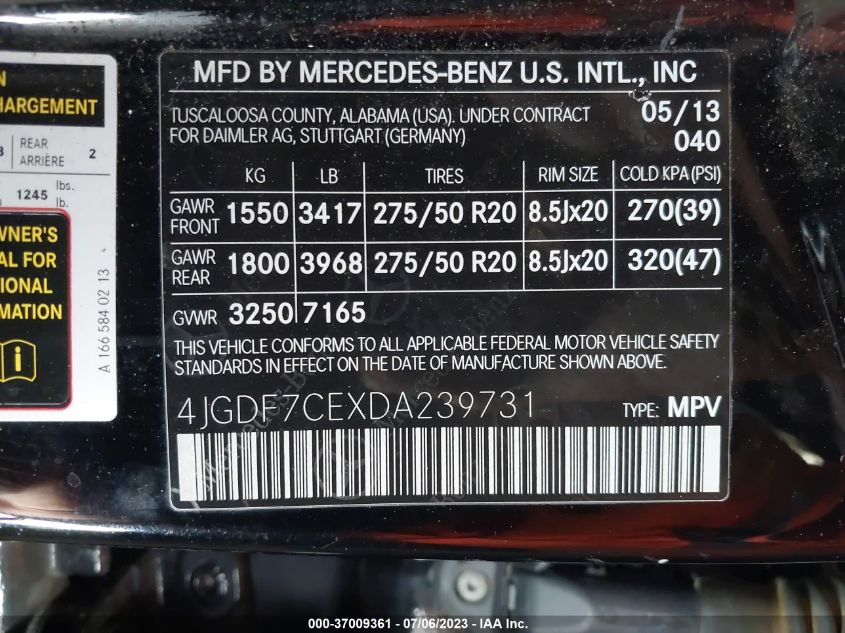 N
HARGEMENT
REAR
ARRIÈRE 2
1245 lbs.
lb.
WNER'S
AL FOR
IONAL
MATION
A 166 584 02 13
MFD BY MERCEDES-BENZ U.S. INTL., INC
TUSCALOOSA COUNTY, ALABAMA (USA). UNDER CONTRACT
FOR DAIMLER AG, STUTTGART (GERMANY)
05/13
040
KG LB TIRES RIM SIZE COLD KPA (PSI)
GAWR FRONT 1550 3417 275/50 R20 8.5Jx20 270(39)
GAWR REAR 1800 3968 275/50 R20 8.5Jx20 320(47)
GVWR 3250 7165
THIS VEHICLE CONFORMS TO ALL APPLICABLE FEDERAL MOTOR VEHICLE SAFETY
STANDARDS IN EFFECT ON THE DATE OF MANUFACTURE SHOWN ABOVE.
4JGDF7CEXDA239731 TYPE: MPV
000-37009361 - 07/06/2023 - IAA Inc.